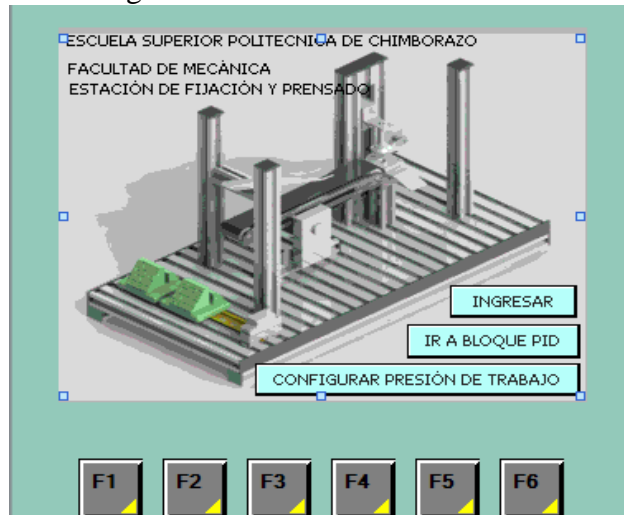 ESCUELA SUPERIOR POLITECNICA DE CHIMBORAZO
FACULTAD DE MECÁNICA
ESTACIÓN DE FIJACIÓN Y PRENSADO
INGRESAR
IR A BLOQUE PID
CONFIGURAR PRESIÓN DE TRABAJO
F1 F2 F3 F4 F5 F6